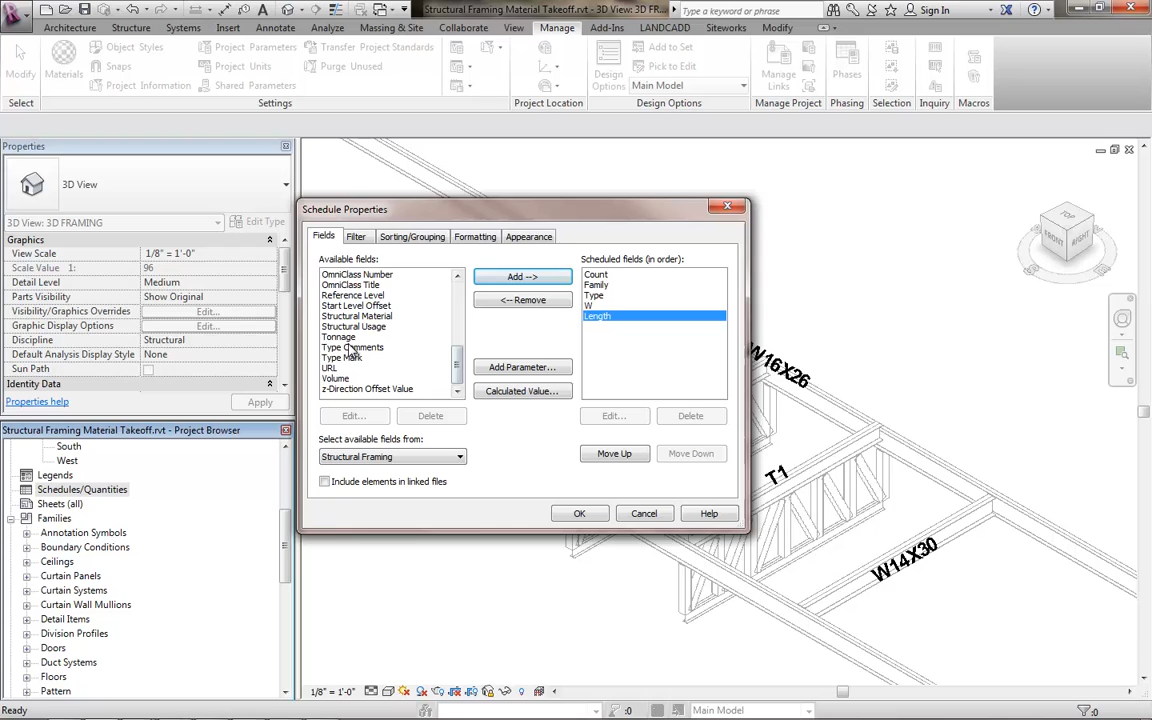 Structural Framing Material Takeoff.rvt - 3D View: 3D FRA...
Type a keyword or phrase
Sign In
Architecture Structure Systems Insert Annotate Analyze Massing & Site Collaborate View Manage Add-Ins LANDCADD Siteworks Modify
Modify
Materials
Object Styles
Snaps
Project Information
Project Parameters
Project Units
Shared Parameters
Transfer Project Standards
Purge Unused
Design Options
Add to Set
Pick to Edit
Main Model
Manage Links
Phases
Select Settings Project Location Design Options Manage Project Phasing Selection Inquiry Macros
Properties
3D View
3D View: 3D FRAMING
Edit Type
Graphics
View Scale 1/8" = 1'-0"
Scale Value 1: 96
Detail Level Medium
Parts Visibility Show Original
Visibility/Graphics Overrides Edit...
Graphic Display Options Edit...
Discipline Structural
Default Analysis Display Style None
Sun Path
Identity Data
Properties help
Apply
Structural Framing Material Takeoff.rvt - Project Browser
South
West
Legends
Schedules/Quantities
Sheets (all)
Families
Annotation Symbols
Boundary Conditions
Ceilings
Curtain Panels
Curtain Systems
Curtain Wall Mullions
Detail Items
Division Profiles
Doors
Duct Systems
Floors
Pattern
Schedule Properties
Fields Filter Sorting/Grouping Formatting Appearance
Available fields:
OmniClass Number
OmniClass Title
Reference Level
Start Level Offset
Structural Material
Structural Usage
Tonnage
Type Comments
Type Mark
URL
Volume
z-Direction Offset Value
Add -->
<-- Remove
Add Parameter...
Calculated Value...
Scheduled fields (in order):
Count
Family
Type
W
Length
Edit... Delete
Edit... Delete
Select available fields from:
Structural Framing
Move Up Move Down
Include elements in linked files
OK Cancel Help
TOP
FRONT
RIGHT
W16X26
T1
W14X30
1/8" = 1'-0"
Ready
:0
Main Model
:0